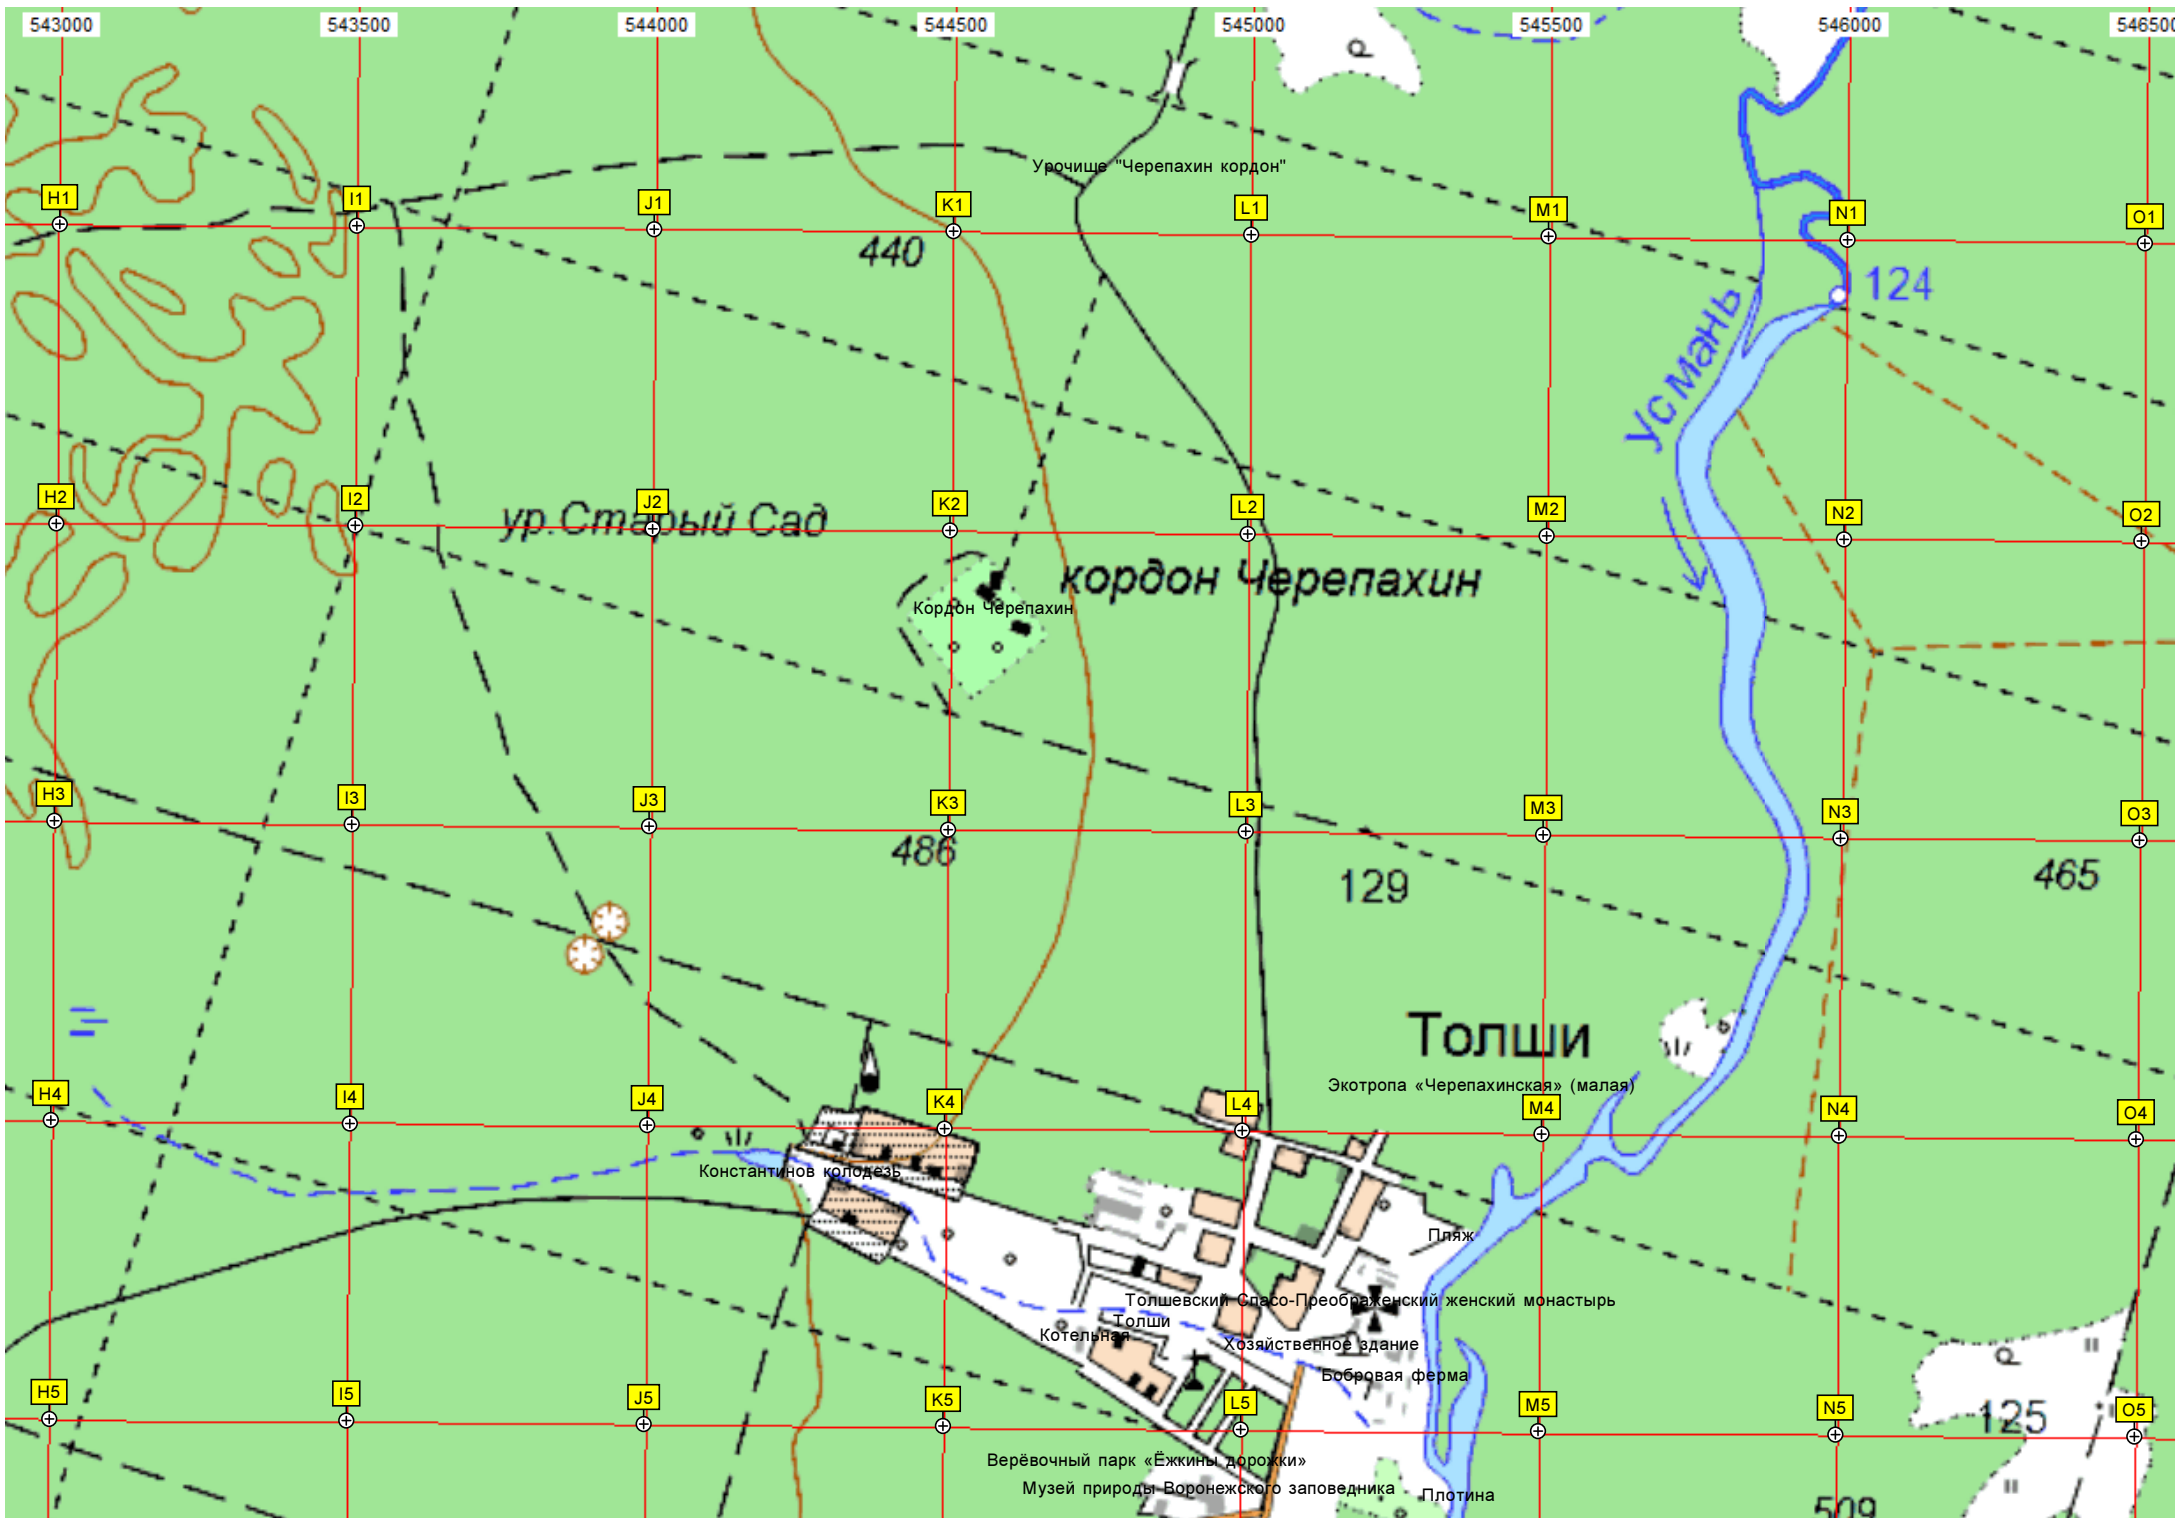 543000 543500 544000 544500 545000 545500 546000 54650
Урочище "Черепахин кордон"
H1 I1 J1 K1 L1 M1 N1 O1
440
124
Усмань
H2 I2 J2 K2 L2 M2 N2 O2
ур.Старый Сад
кордон Черепахин
Кордон Черепахин
H3 I3 J3 K3 L3 M3 N3 O3
486
129
465
Толши
Экотропа «Черепахинская» (малая)
H4 I4 J4 K4 L4 M4 N4 O4
Константинов колодезь
Пляж
Толшевский Спасо-Преображенский женский монастырь
Толши
Котельная
Хозяйственное здание
Бобровая ферма
H5 I5 J5 K5 L5 M5 N5 O5
125
Верёвочный парк «Ёжкины дорожки»
Музей природы Воронежского заповедника
Плотина
509